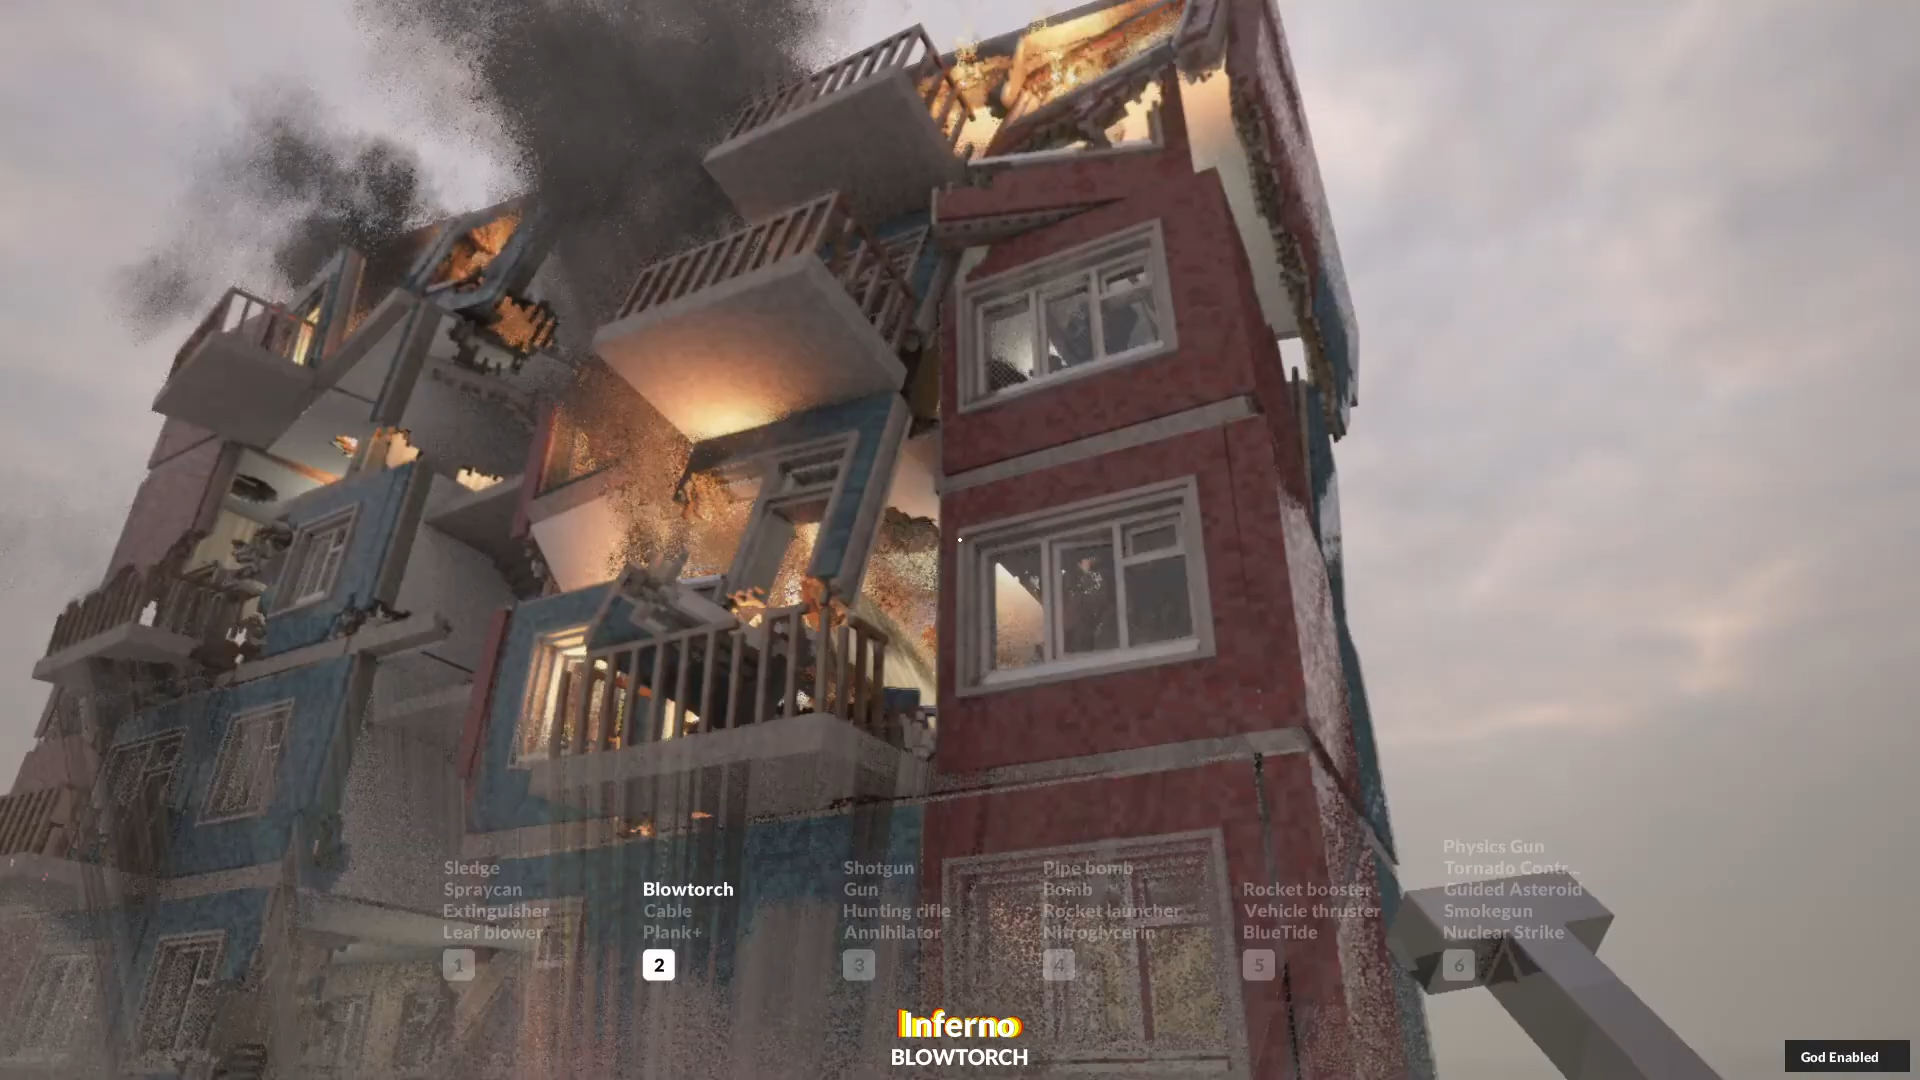 Sledge
Spraycan
Extinguisher
Leaf blower
1
Blowtorch
Cable
Plank+
2
Shotgun
Gun
Hunting rifle
Annihilator
3
Pipe bomb
Bomb
Rocket launcher
Nitroglycerin
4
Rocket booster
Vehicle thruster
BlueTide
5
Physics Gun
Tornado Contr...
Guided Asteroid
Smokegun
Nuclear Strike
6
Inferno
BLOWTORCH
God Enabled